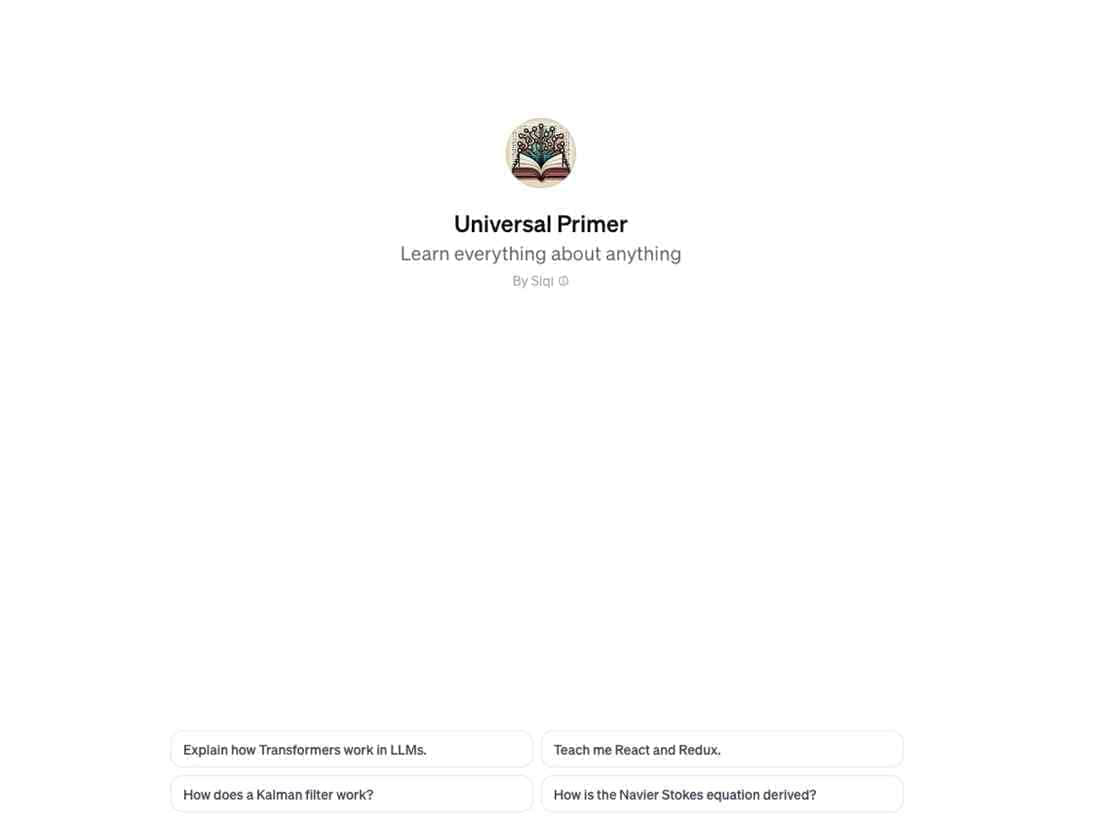 Universal Primer
Learn everything about anything
By Siqi
Explain how Transformers work in LLMs.
Teach me React and Redux.
How does a Kalman filter work?
How is the Navier Stokes equation derived?